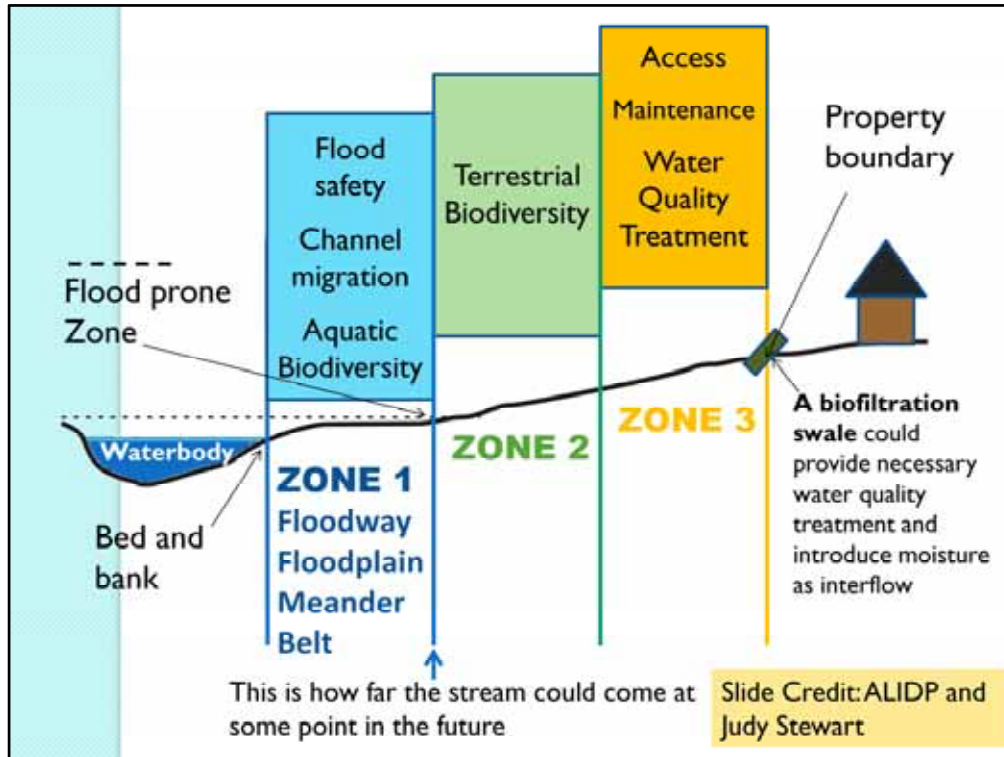 Flood
safety
Channel
migration
Aquatic
Biodiversity
Terrestrial
Biodiversity
Access
Maintenance
Water
Quality
Treatment
Property
boundary
Flood prone
Zone
Waterbody
Bed and
bank
ZONE 1
Floodway
Floodplain
Meander
Belt
ZONE 2
ZONE 3
A biofiltration
swale could
provide necessary
water quality
treatment and
introduce moisture
as interflow
This is how far the stream could come at
some point in the future
Slide Credit: ALIDP and
Judy Stewart